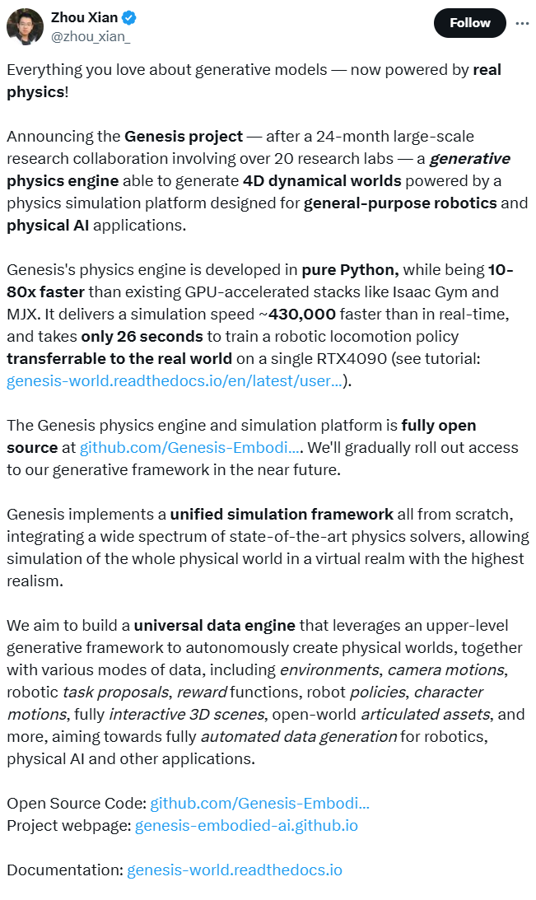 Zhou Xian
@zhou_xian_
Follow
Everything you love about generative models — now powered by real
physics!
Announcing the Genesis project — after a 24-month large-scale
research collaboration involving over 20 research labs — a generative
physics engine able to generate 4D dynamical worlds powered by a
physics simulation platform designed for general-purpose robotics and
physical AI applications.
Genesis's physics engine is developed in pure Python, while being 10-
80x faster than existing GPU-accelerated stacks like Isaac Gym and
MJX. It delivers a simulation speed ~430,000 faster than in real-time,
and takes only 26 seconds to train a robotic locomotion policy
transferrable to the real world on a single RTX4090 (see tutorial:
genesis-world.readthedocs.io/en/latest/user...).
The Genesis physics engine and simulation platform is fully open
source at github.com/Genesis-Embodi.... We'll gradually roll out access
to our generative framework in the near future.
Genesis implements a unified simulation framework all from scratch,
integrating a wide spectrum of state-of-the-art physics solvers, allowing
simulation of the whole physical world in a virtual realm with the highest
realism.
We aim to build a universal data engine that leverages an upper-level
generative framework to autonomously create physical worlds, together
with various modes of data, including environments, camera motions,
robotic task proposals, reward functions, robot policies, character
motions, fully interactive 3D scenes, open-world articulated assets, and
more, aiming towards fully automated data generation for robotics,
physical AI and other applications.
Open Source Code: github.com/Genesis-Embodi...
Project webpage: genesis-embodied-ai.github.io
Documentation: genesis-world.readthedocs.io